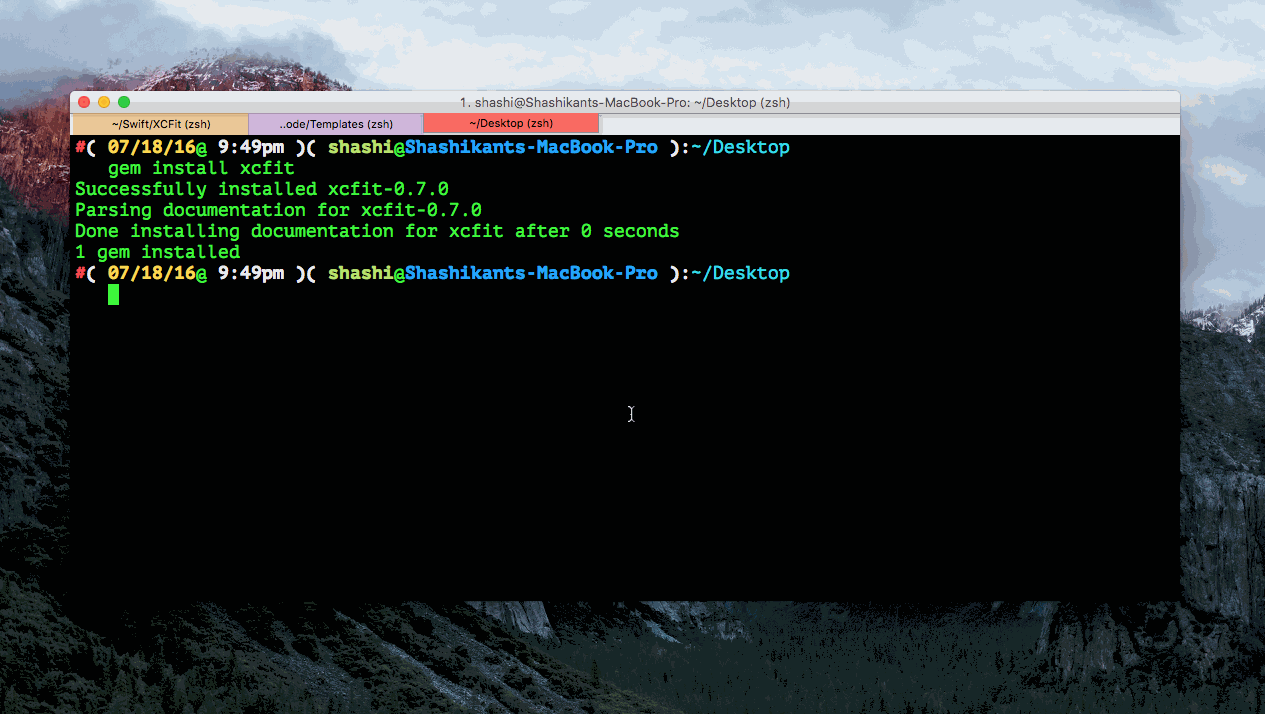 1. shashi@Shashikants-MacBook-Pro: ~/Desktop (zsh)
~/Swift/XCFit (zsh) ..ode/Templates (zsh) ~/Desktop (zsh)
#( 07/18/16@ 9:49pm )( shashi@Shashikants-MacBook-Pro ):~/Desktop
gem install xcfit
Successfully installed xcfit-0.7.0
Parsing documentation for xcfit-0.7.0
Done installing documentation for xcfit after 0 seconds
1 gem installed
#( 07/18/16@ 9:49pm )( shashi@Shashikants-MacBook-Pro ):~/Desktop